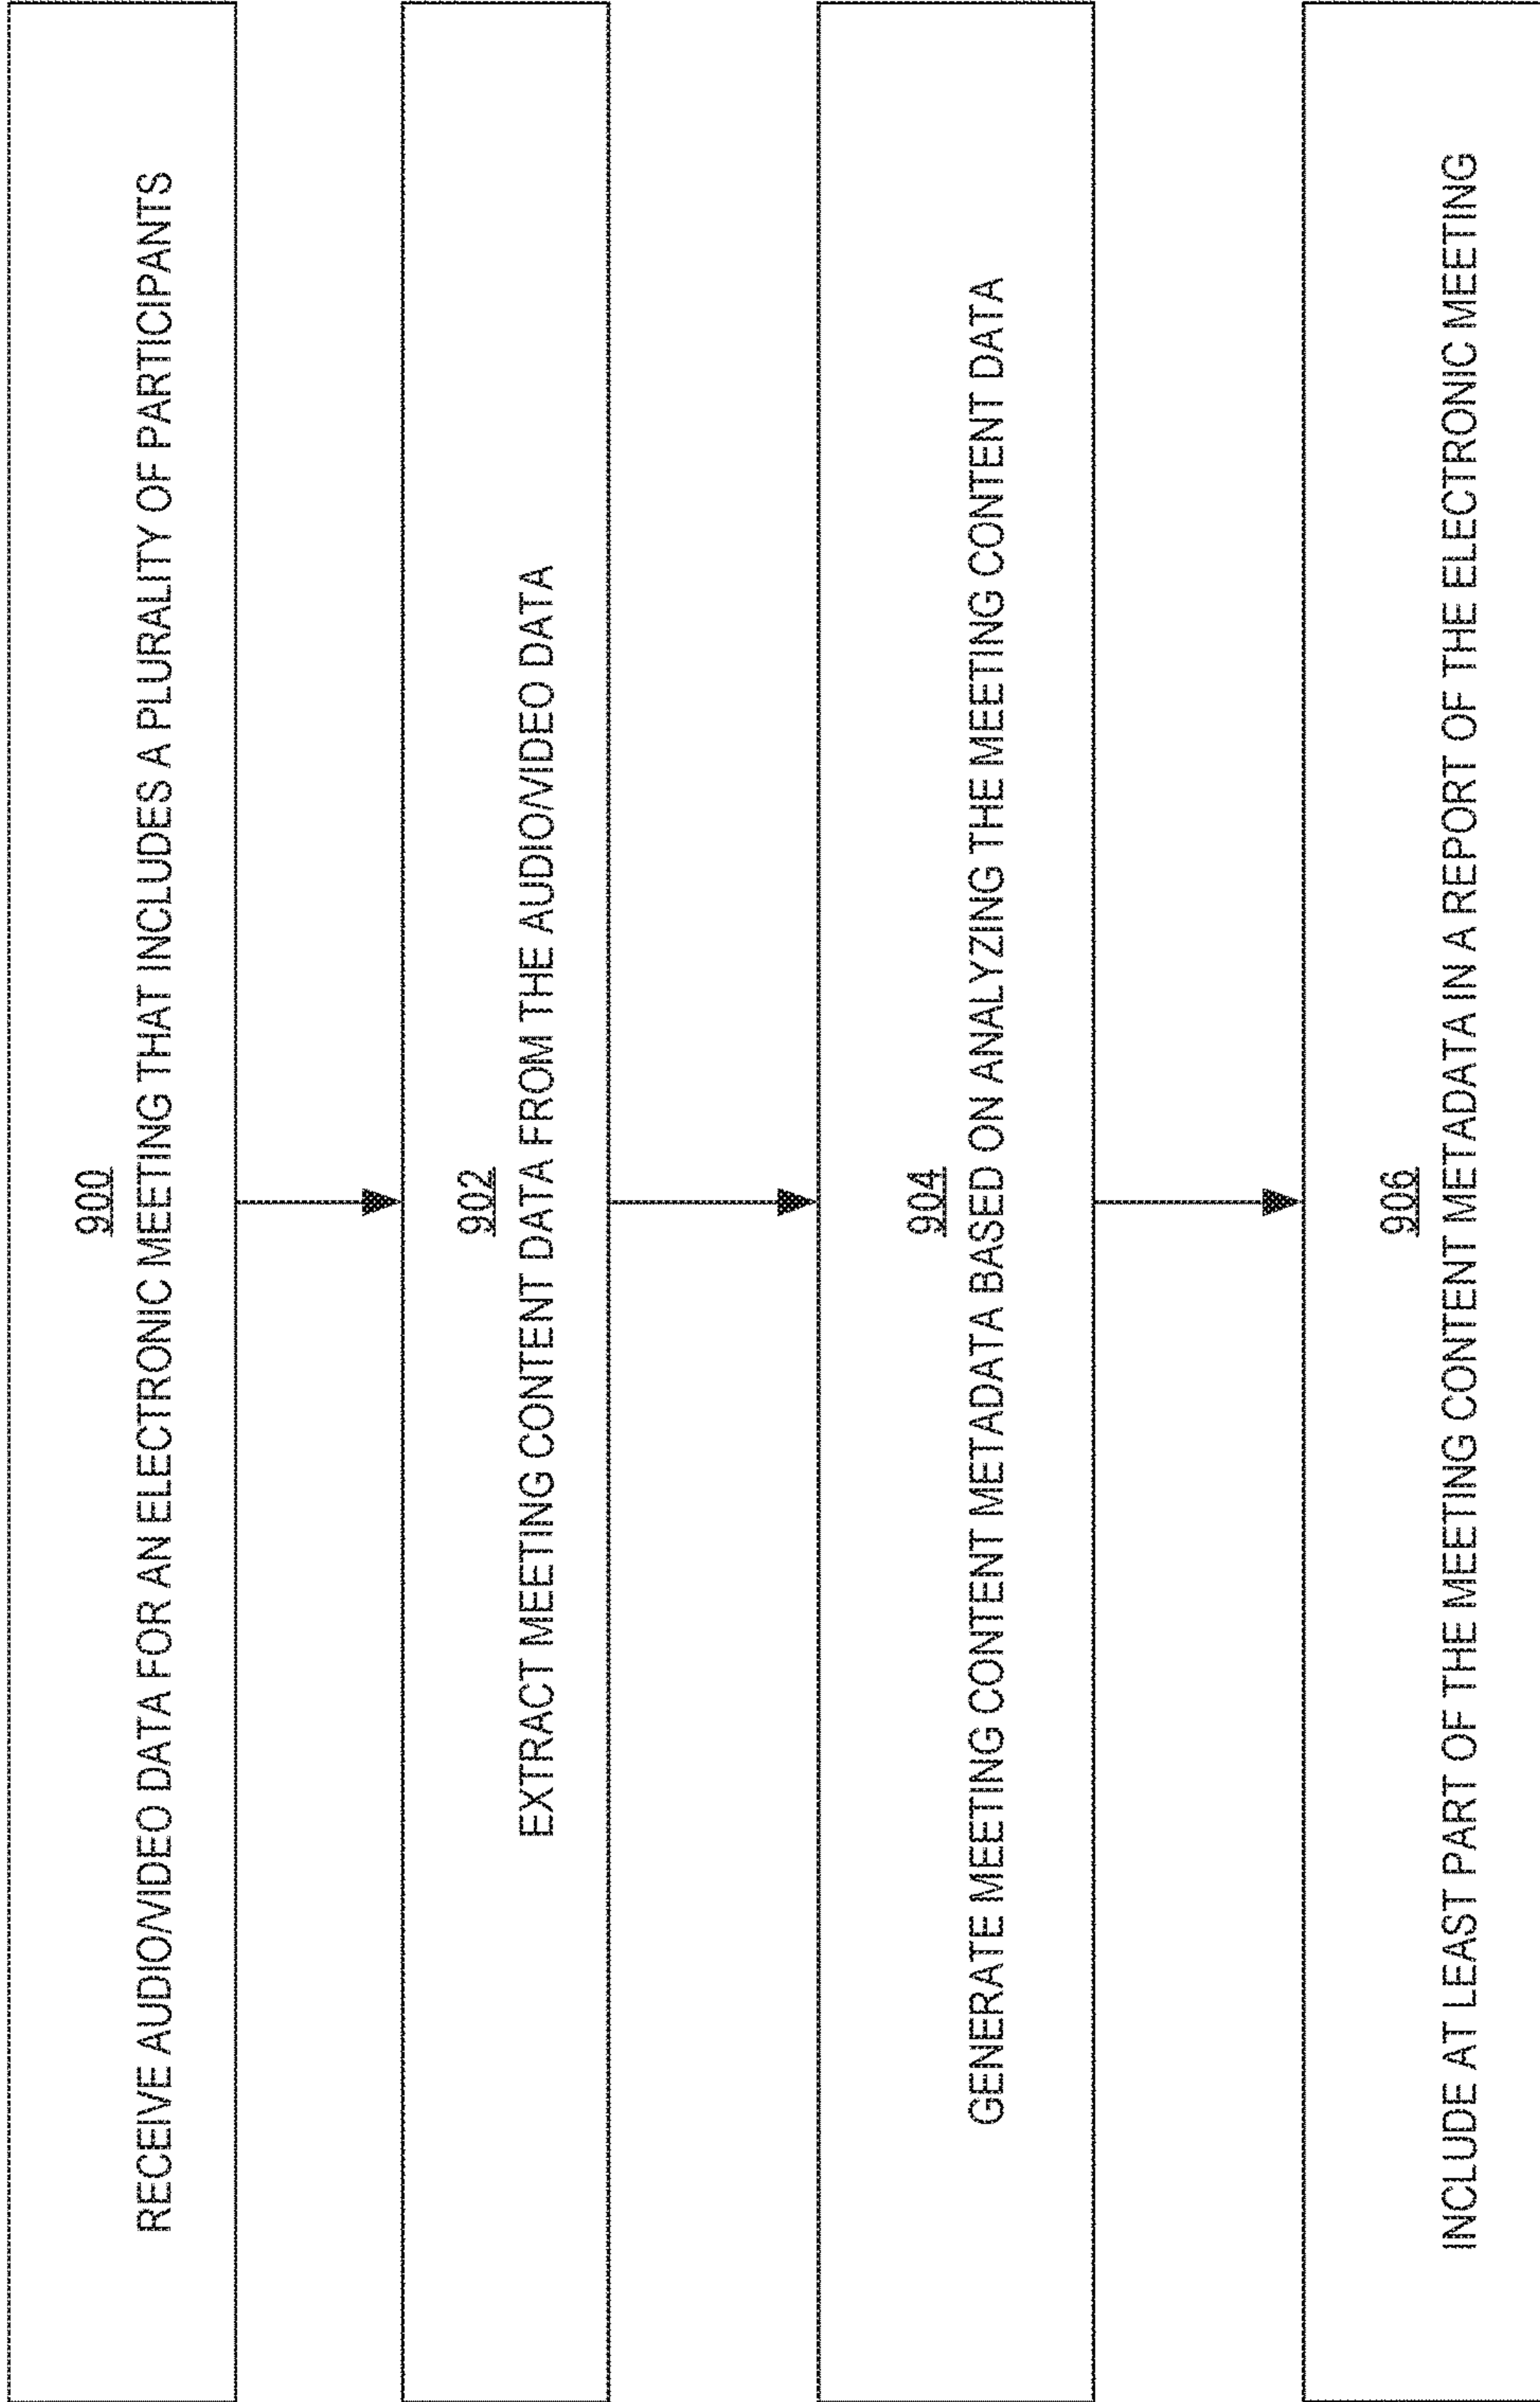 900
RECEIVE AUDIO/VIDEO DATA FOR AN ELECTRONIC MEETING THAT INCLUDES A PLURALITY OF PARTICIPANTS
902
EXTRACT MEETING CONTENT DATA FROM THE AUDIO/VIDEO DATA
904
GENERATE MEETING CONTENT METADATA BASED ON ANALYZING THE MEETING CONTENT DATA
906
INCLUDE AT LEAST PART OF THE MEETING CONTENT METADATA IN A REPORT OF THE ELECTRONIC MEETING